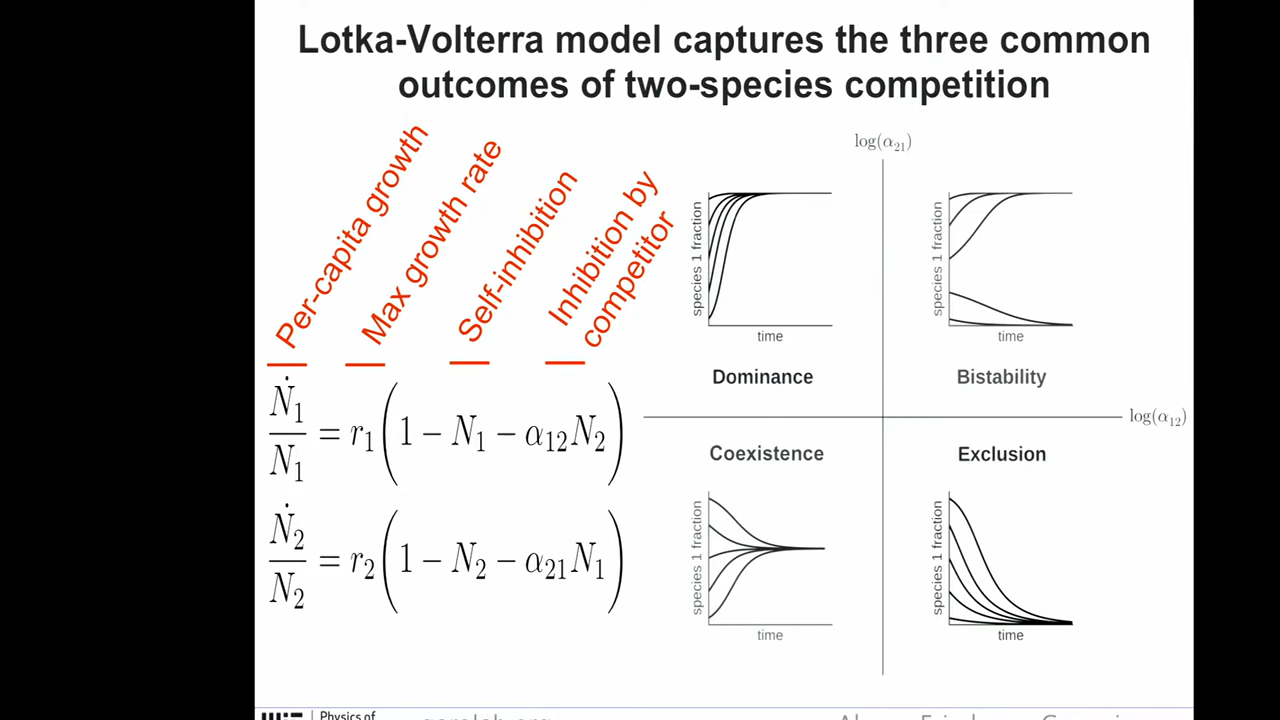 Lotka-Volterra model captures the three common
outcomes of two-species competition
Per-capita growth
Max growth rate
Self-inhibition
Inhibition by
competitor
Ṅ₁/N₁ = r₁(1 − N₁ − α₁₂N₂)
Ṅ₂/N₂ = r₂(1 − N₂ − α₂₁N₁)
log(α₂₁)
species 1 fraction
time
Dominance
species 1 fraction
time
Bistability
log(α₁₂)
Coexistence
species 1 fraction
time
Exclusion
species 1 fraction
time
Physics of